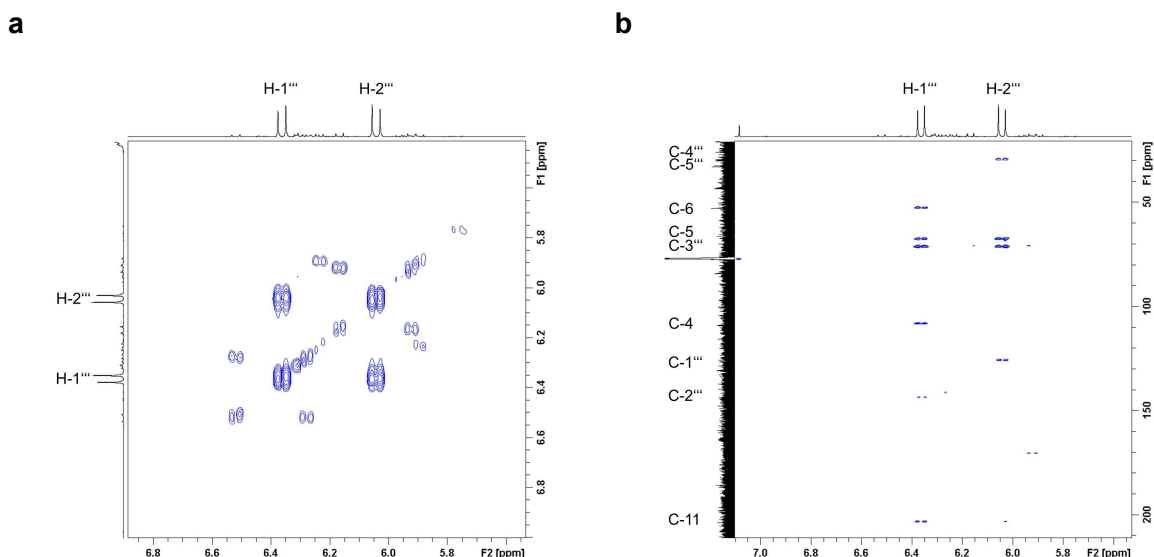 a
b
H-1‘‘‘
H-2‘‘‘
H-1‘‘‘
H-2‘‘‘
F1 [ppm]
5.8
6.0
6.2
6.4
6.6
6.8
H-2‘‘‘
H-1‘‘‘
6.8
6.6
6.4
6.2
6.0
5.8
F2 [ppm]
C-4‘‘‘
C-5‘‘‘
C-6
C-5
C-3‘‘‘
C-4
C-1‘‘‘
C-2‘‘‘
C-11
F1 [ppm]
50
100
150
200
7.0
6.8
6.6
6.4
6.2
6.0
5.8
F2 [ppm]